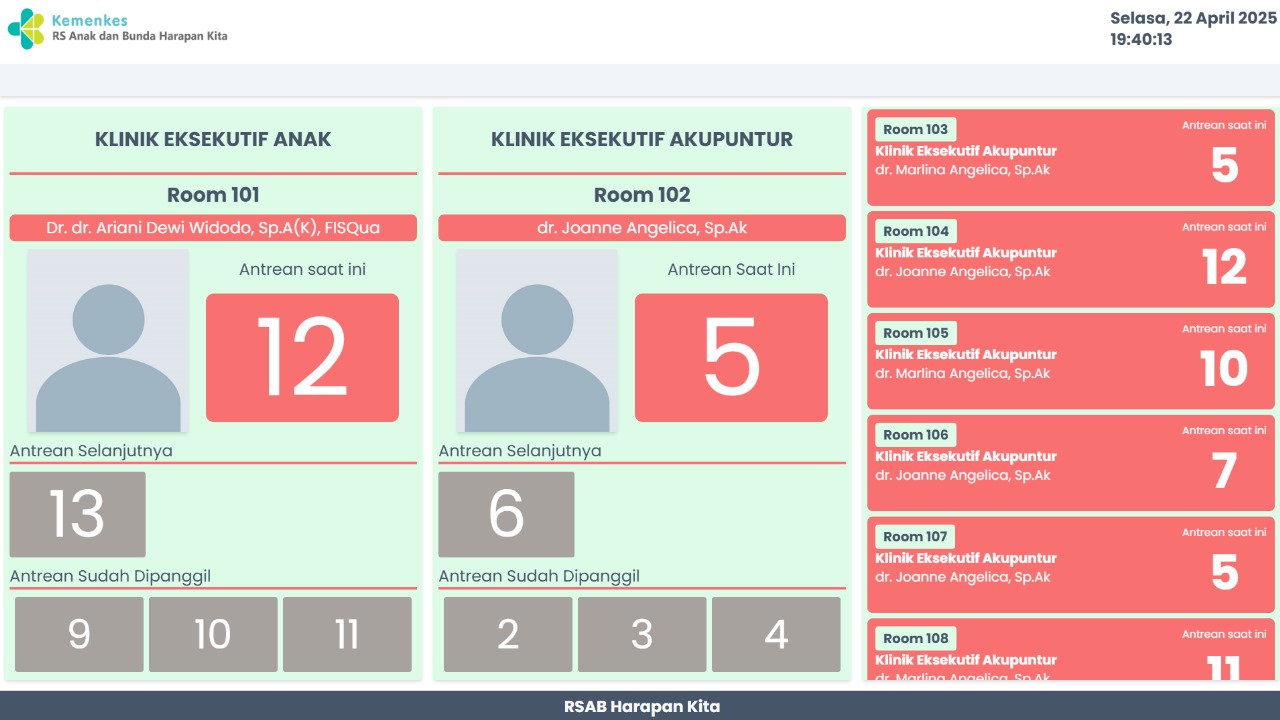 Kemenkes
RS Anak dan Bunda Harapan Kita
Selasa, 22 April 2025
19:40:13
KLINIK EKSEKUTIF ANAK
Room 101
Dr. dr. Ariani Dewi Widodo, Sp.A(K), FISQua
Antrean saat ini
12
Antrean Selanjutnya
13
Antrean Sudah Dipanggil
9 10 11
KLINIK EKSEKUTIF AKUPUNTUR
Room 102
dr. Joanne Angelica, Sp.Ak
Antrean Saat Ini
5
Antrean Selanjutnya
6
Antrean Sudah Dipanggil
2 3 4
Room 103
Antrean saat ini
Klinik Eksekutif Akupuntur
dr. Marlina Angelica, Sp.Ak
5
Room 104
Antrean saat ini
Klinik Eksekutif Akupuntur
dr. Joanne Angelica, Sp.Ak
12
Room 105
Antrean saat ini
Klinik Eksekutif Akupuntur
dr. Marlina Angelica, Sp.Ak
10
Room 106
Antrean saat ini
Klinik Eksekutif Akupuntur
dr. Joanne Angelica, Sp.Ak
7
Room 107
Antrean saat ini
Klinik Eksekutif Akupuntur
dr. Joanne Angelica, Sp.Ak
5
Room 108
Antrean saat ini
Klinik Eksekutif Akupuntur
dr. Marlina Angelica, Sp.Ak
11
RSAB Harapan Kita